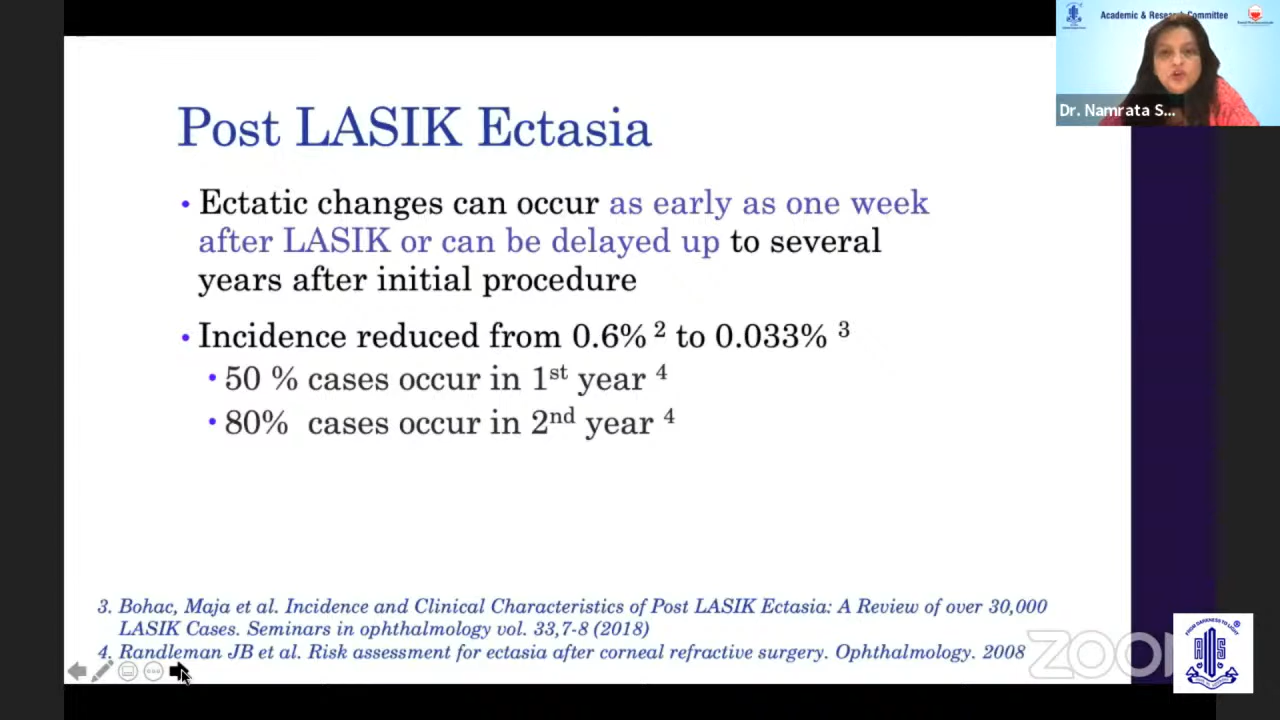 Academic & Research Committee
Dr. Namrata S...
Post LASIK Ectasia
• Ectatic changes can occur as early as one week
after LASIK or can be delayed up to several
years after initial procedure
• Incidence reduced from 0.6% ² to 0.033% ³
• 50 % cases occur in 1st year ⁴
• 80% cases occur in 2nd year ⁴
3. Bohac, Maja et al. Incidence and Clinical Characteristics of Post LASIK Ectasia: A Review of over 30,000
LASIK Cases. Seminars in ophthalmology vol. 33,7-8 (2018)
4. Randleman JB et al. Risk assessment for ectasia after corneal refractive surgery. Ophthalmology. 2008
zoom
FROM DARKNESS TO LIGHT